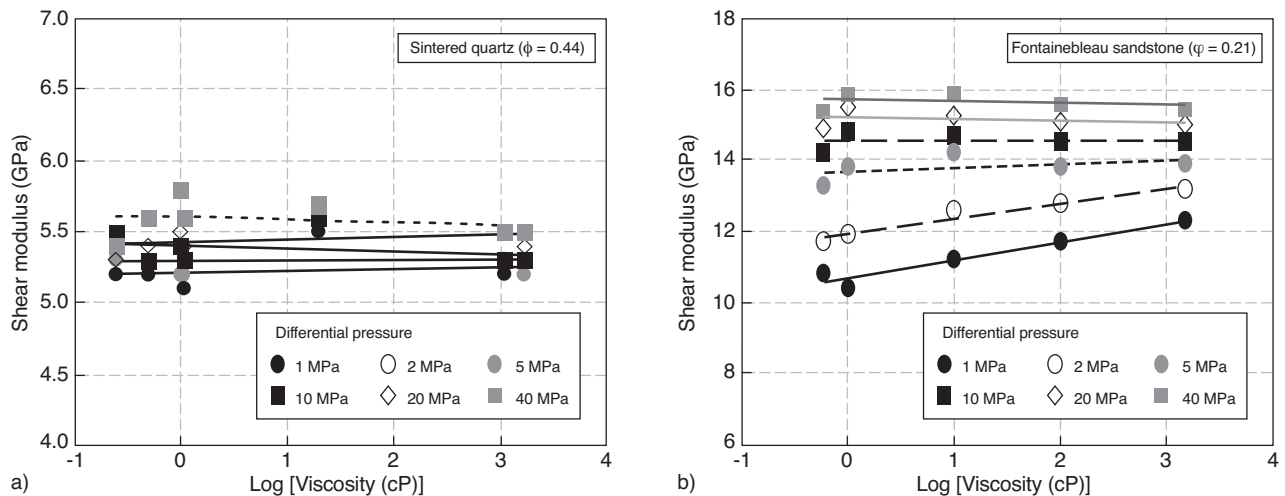 7.0
6.5
6.0
5.5
5.0
4.5
4.0
Shear modulus (GPa)
Sintered quartz (ϕ = 0.44)
Differential pressure
1 MPa 2 MPa 5 MPa
10 MPa 20 MPa 40 MPa
-1 0 1 2 3 4
Log [Viscosity (cP)]
a)
18
16
14
12
10
8
6
Shear modulus (GPa)
Fontainebleau sandstone (φ = 0.21)
Differential pressure
1 MPa 2 MPa 5 MPa
10 MPa 20 MPa 40 MPa
-1 0 1 2 3 4
Log [Viscosity (cP)]
b)